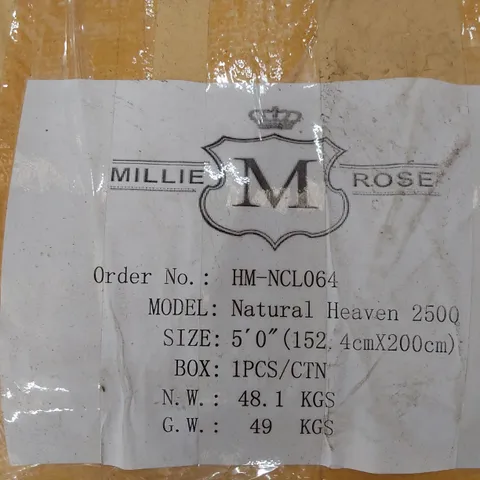 MILLIE M ROSE
Order No.: HM-NCL064
MODEL: Natural Heaven 2500
SIZE: 5'0"(152.4cmX200cm)
BOX: 1PCS/CTN
N.W.: 48.1 KGS
G.W.: 49 KGS